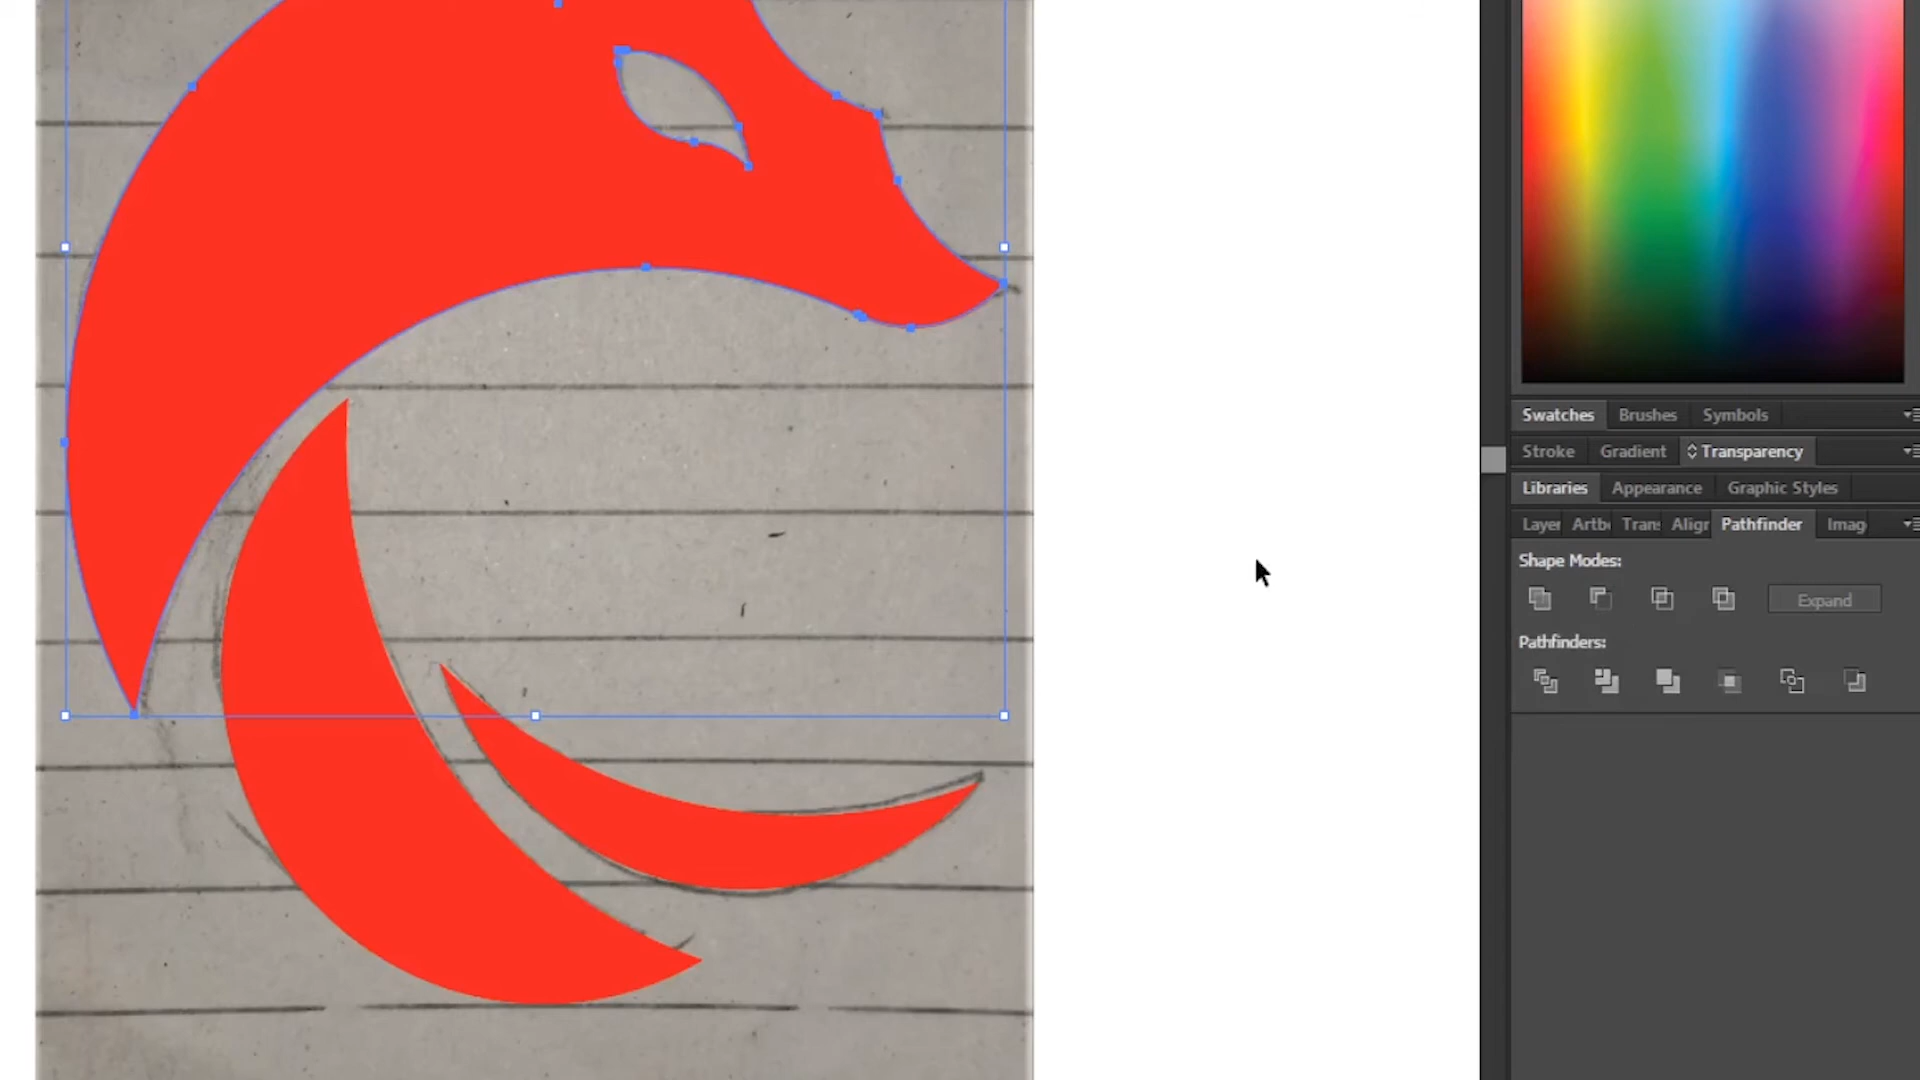 Swatches Brushes Symbols
Stroke Gradient Transparency
Libraries Appearance Graphic Styles
Layer Artb Tran: Aligr Pathfinder Imag
Shape Modes:
Expand
Pathfinders: